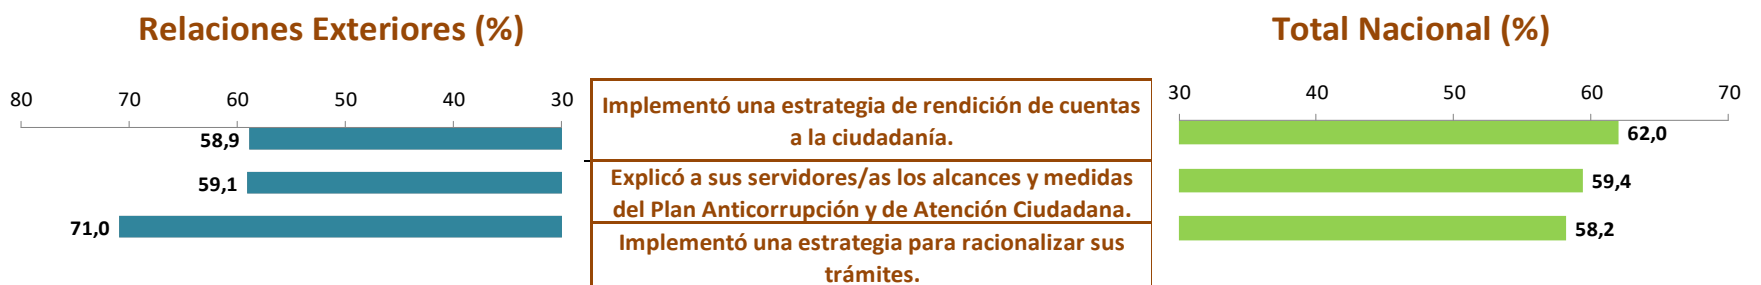 Relaciones Exteriores (%)
Total Nacional (%)
80 70 60 50 40 30
30 40 50 60 70
Implementó una estrategia de rendición de cuentas
a la ciudadanía.
58,9
62,0
Explicó a sus servidores/as los alcances y medidas
del Plan Anticorrupción y de Atención Ciudadana.
59,1
59,4
Implementó una estrategia para racionalizar sus
trámites.
71,0
58,2